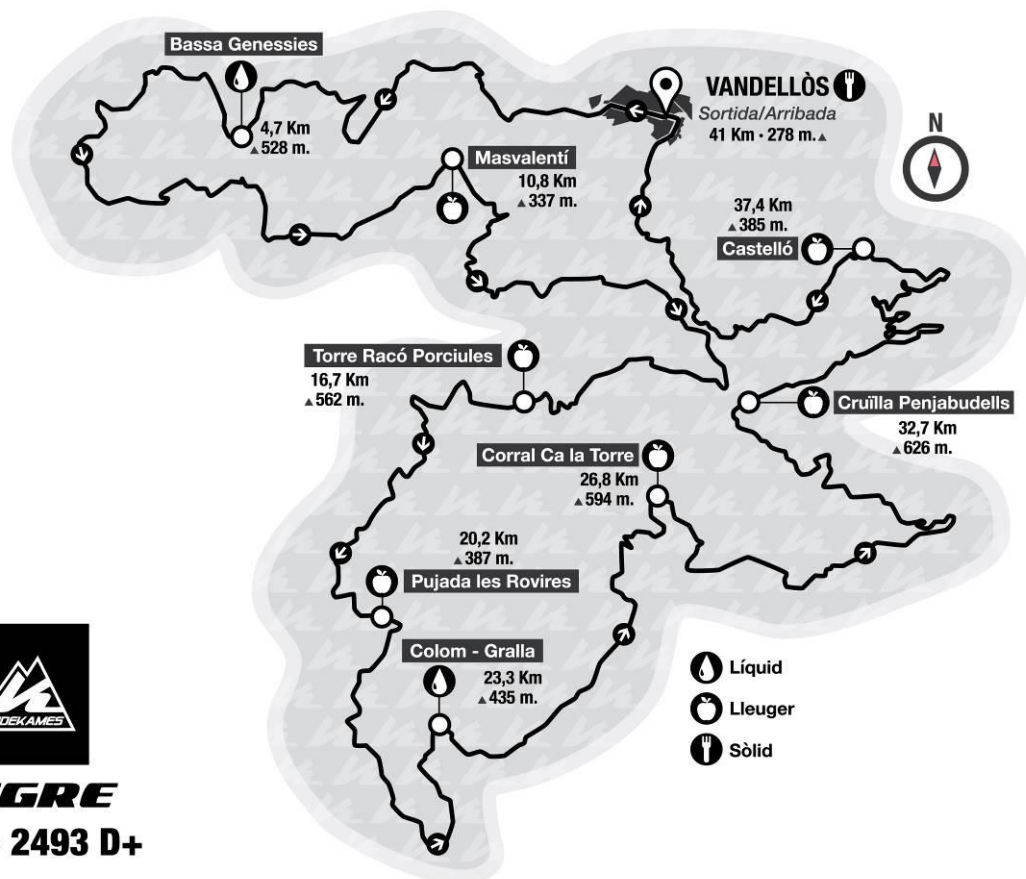 Bassa Genessies
4,7 Km
▲528 m.
VANDELLÒS
Sortida/Arribada
41 Km · 278 m.▲
N
Masvalentí
10,8 Km
▲337 m.
37,4 Km
▲385 m.
Castelló
Torre Racó Porciules
16,7 Km
▲562 m.
Cruïlla Penjabudells
32,7 Km
▲626 m.
Corral Ca la Torre
26,8 Km
▲594 m.
20,2 Km
▲387 m.
Pujada les Rovires
Colom - Gralla
23,3 Km
▲435 m.
Líquid
Lleuger
Sòlid
2493 D+